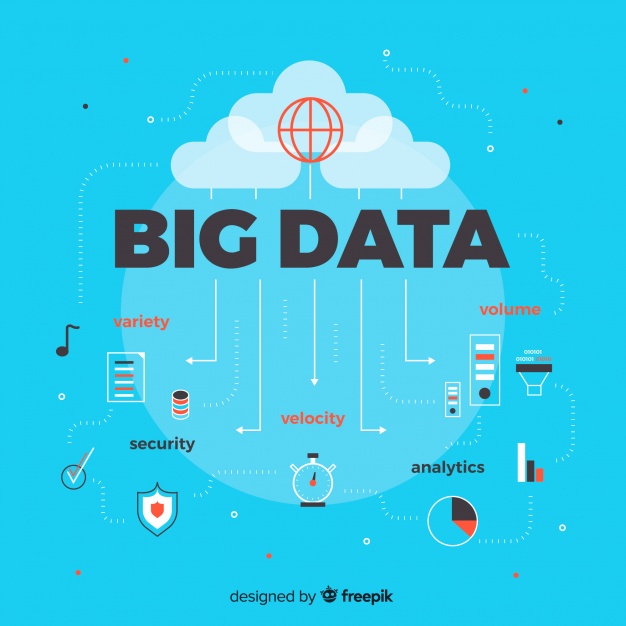 BIG DATA
variety
volume
velocity
security
analytics
designed by freepik